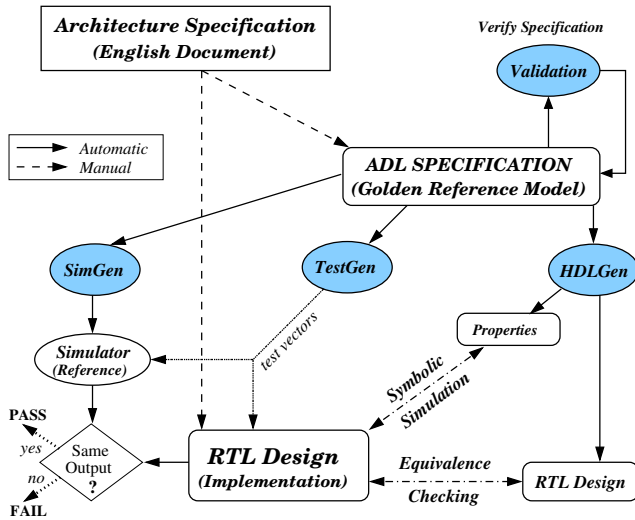 Architecture Specification
(English Document)
Verify Specification
Validation
Automatic
Manual
ADL SPECIFICATION
(Golden Reference Model)
SimGen
TestGen
HDLGen
test vectors
Properties
Simulator
(Reference)
Symbolic
Simulation
PASS
yes
Same
Output
?
no
FAIL
RTL Design
(Implementation)
Equivalence
Checking
RTL Design